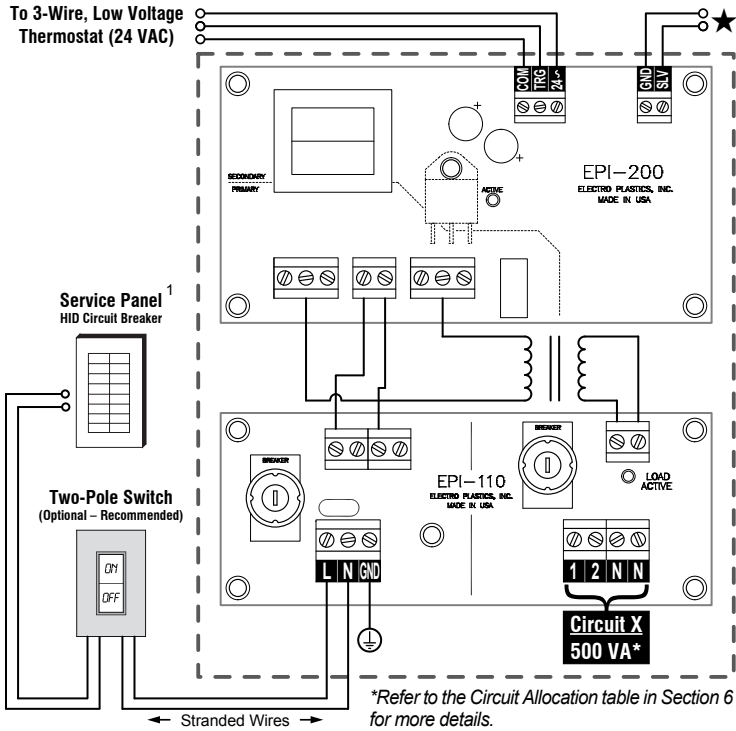 To 3-Wire, Low Voltage
Thermostat (24 VAC)
COM
TRG
24~
GND
SLV
★
+
+
SECONDARY
PRIMARY
ACTIVE
EPI-200
ELECTRO PLASTICS, INC.
MADE IN USA
Service Panel 1
HID Circuit Breaker
BREAKER
BREAKER
EPI-110
ELECTRO PLASTICS, INC.
MADE IN USA
LOAD
ACTIVE
Two-Pole Switch
(Optional – Recommended)
ON
OFF
L N GND
1 2 N N
Circuit X
500 VA*
*Refer to the Circuit Allocation table in Section 6
for more details.
← Stranded Wires →